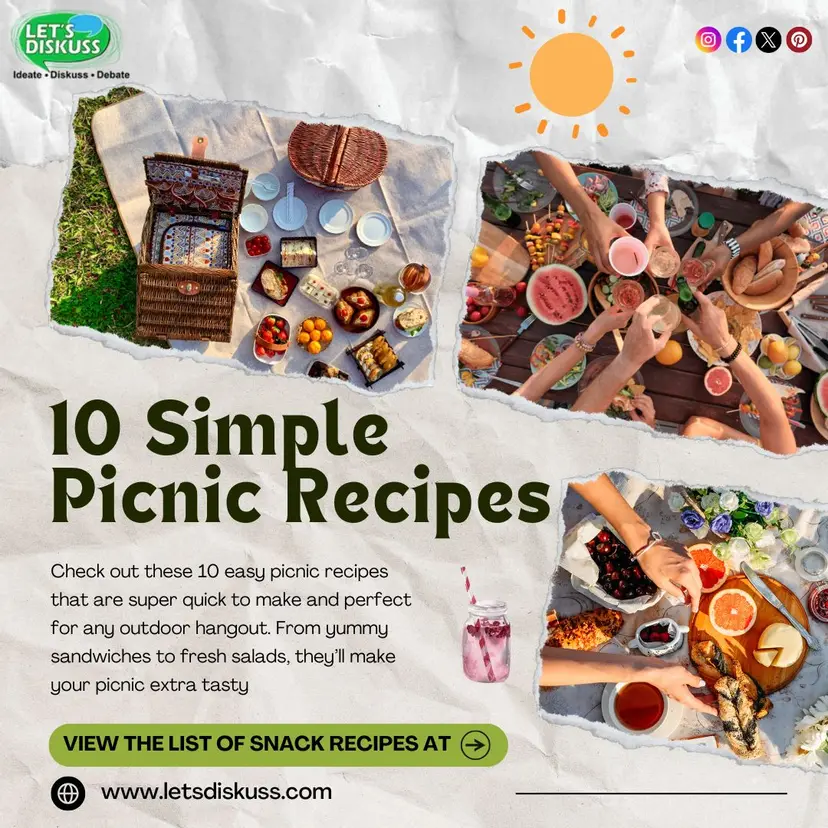 LET'S
DISKUSS
Ideate • Diskuss • Debate
10 Simple
Picnic Recipes
Check out these 10 easy picnic recipes
that are super quick to make and perfect
for any outdoor hangout. From yummy
sandwiches to fresh salads, they'll make
your picnic extra tasty
VIEW THE LIST OF SNACK RECIPES AT
www.letsdiskuss.com